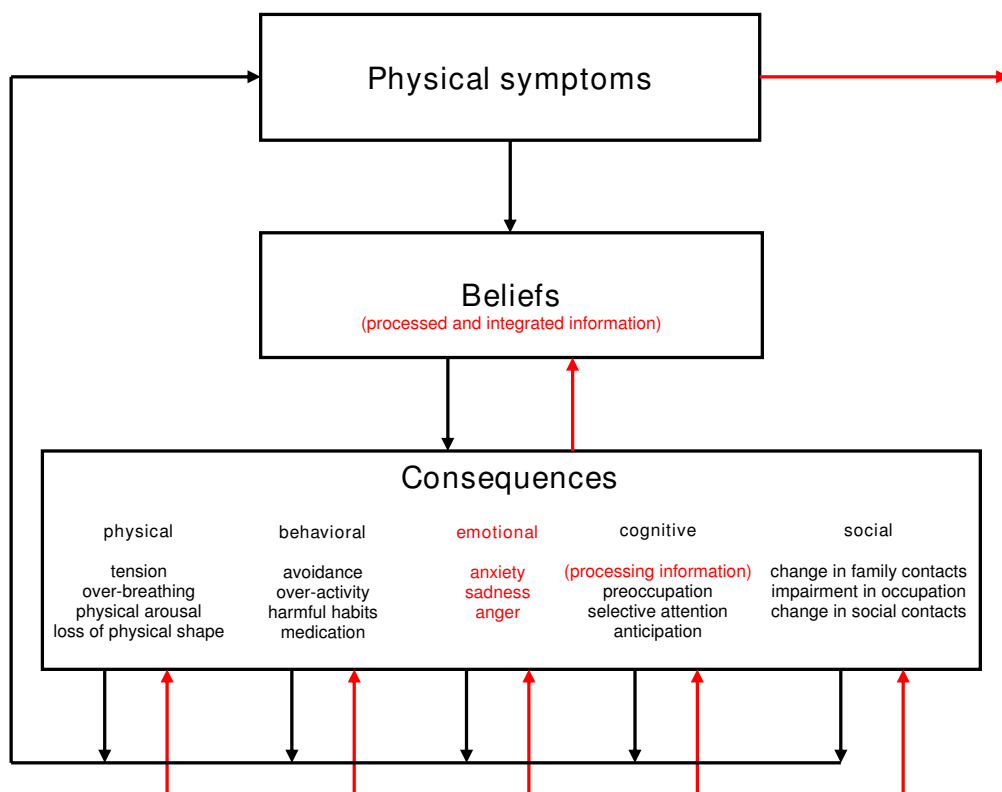 Physical symptoms
Beliefs
(processed and integrated information)
Consequences
physical
tension
over-breathing
physical arousal
loss of physical shape
behavioral
avoidance
over-activity
harmful habits
medication
emotional
anxiety
sadness
anger
cognitive
(processing information)
preoccupation
selective attention
anticipation
social
change in family contacts
impairment in occupation
change in social contacts